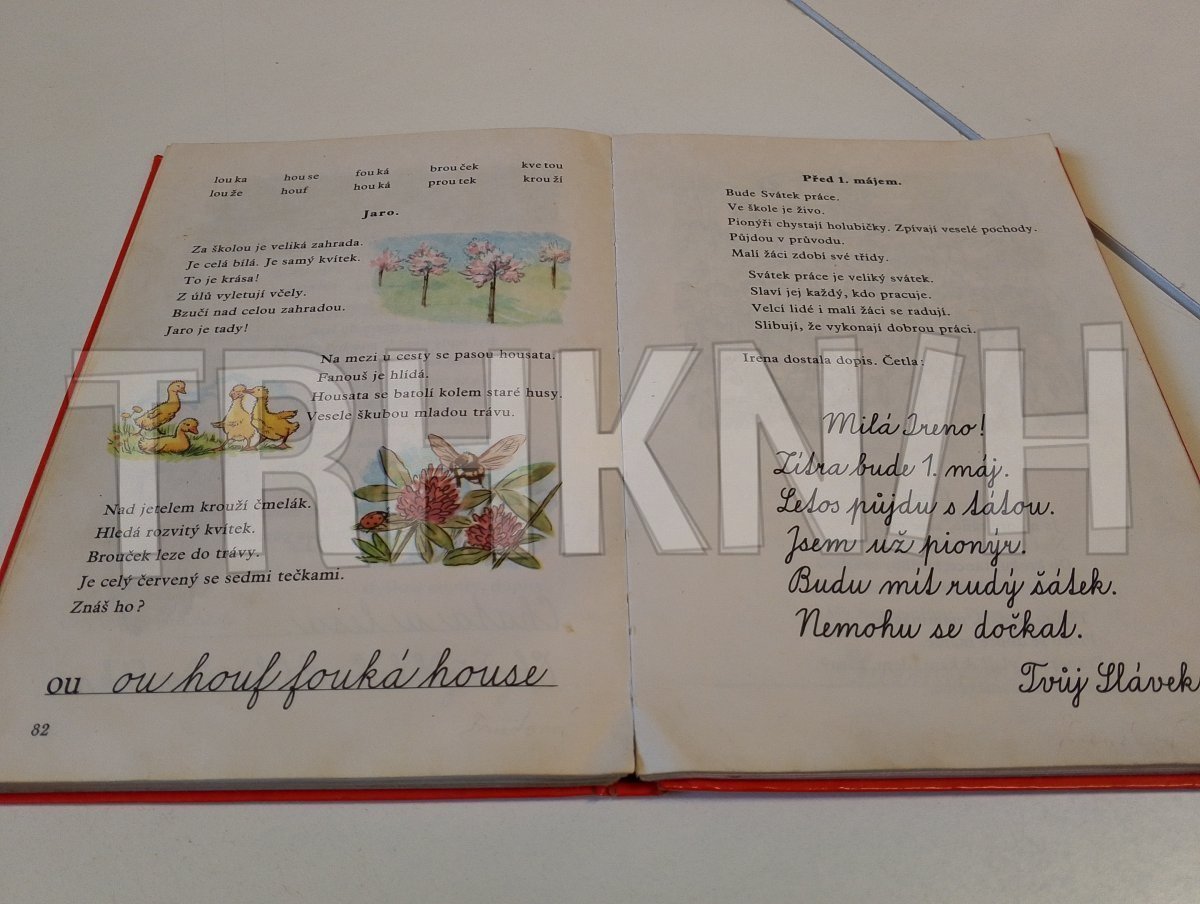 lou ka hou se fou ká brou ček kve tou
lou že houf hou ká prou tek krou ží
Jaro.
Za školou je veliká zahrada.
Je celá bílá. Je samý kvítek.
To je krása!
Z úlů vyletují včely.
Bzučí nad celou zahradou.
Jaro je tady!
Na mezi u cesty se pasou housata.
Fanouš je hlídá.
Housata se batolí kolem staré husy.
Vesele škubou mladou trávu.
Nad jetelem krouží čmelák.
Hledá rozvitý kvítek.
Brouček leze do trávy.
Je celý červený se sedmi tečkami.
Znáš ho?
ou ou houf fouká house
82
Před 1. májem.
Bude Svátek práce.
Ve škole je živo.
Pionýři chystají holubičky. Zpívají veselé pochody.
Půjdou v průvodu.
Malí žáci zdobí své třídy.
Svátek práce je veliký svátek.
Slaví jej každý, kdo pracuje.
Velcí lidé i malí žáci se radují.
Slibují, že vykonají dobrou práci.
Irena dostala dopis. Četla:
Milá Ireno!
Zítra bude 1. máj.
Letos půjdu s tátou.
Jsem už pionýr.
Budu mít rudý šátek.
Nemohu se dočkat.
Tvůj Slávek
TRHKNIH